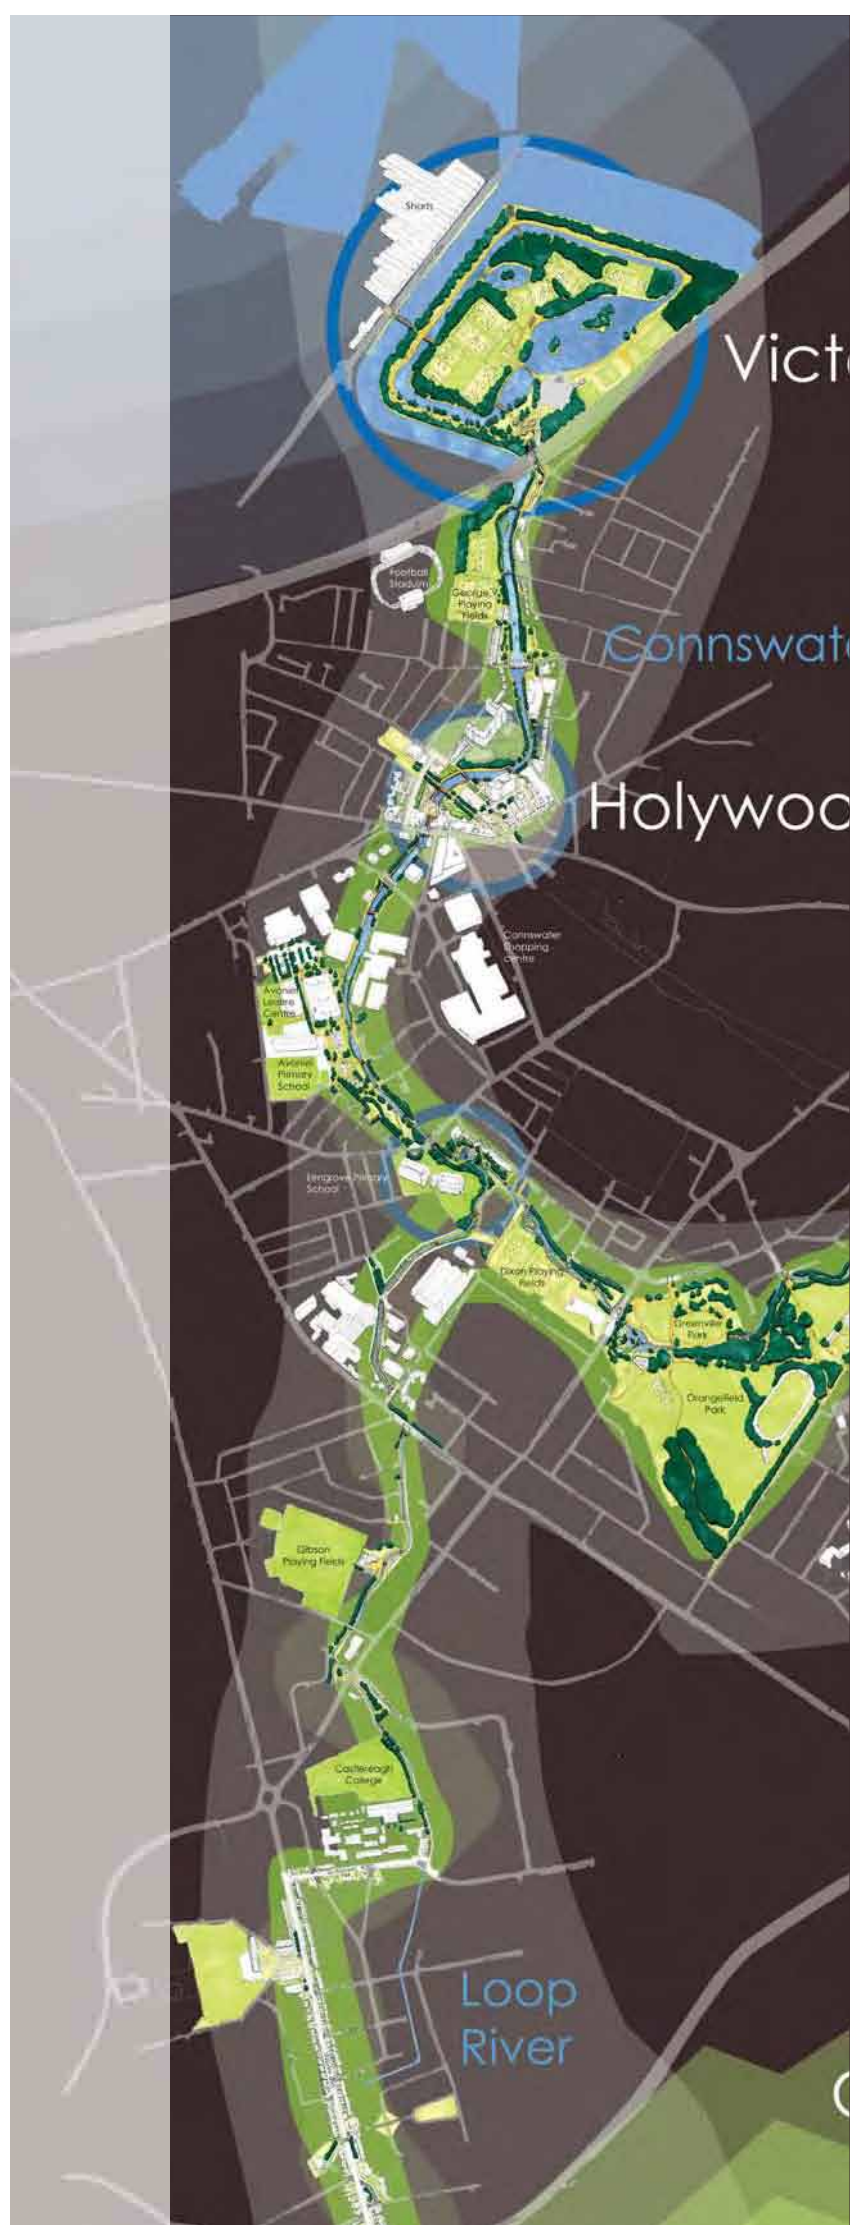 Shorts
Victo
Football
Stadium
George V
Playing
Fields
Connswate
Holywoo
Connswater
Shopping
centre
Avoniel
Leisure
Centre
Avoniel
Primary
School
Elmgrove Primary
School
Dixon Playing
Fields
Greenville
Park
Orangefield
Park
Gibson
Playing Fields
Castlereagh
College
Loop
River